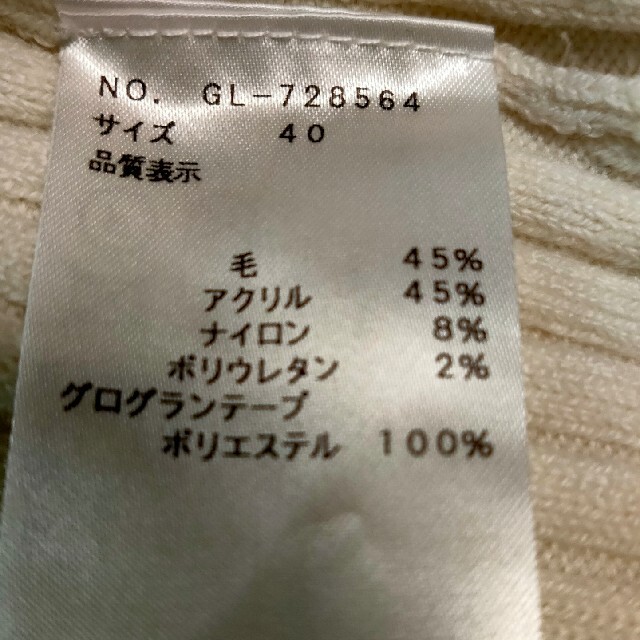 NO. GL-728564
サイズ 40
品質表示
毛 45%
アクリル 45%
ナイロン 8%
ポリウレタン 2%
グログランテープ
ポリエステル 100%